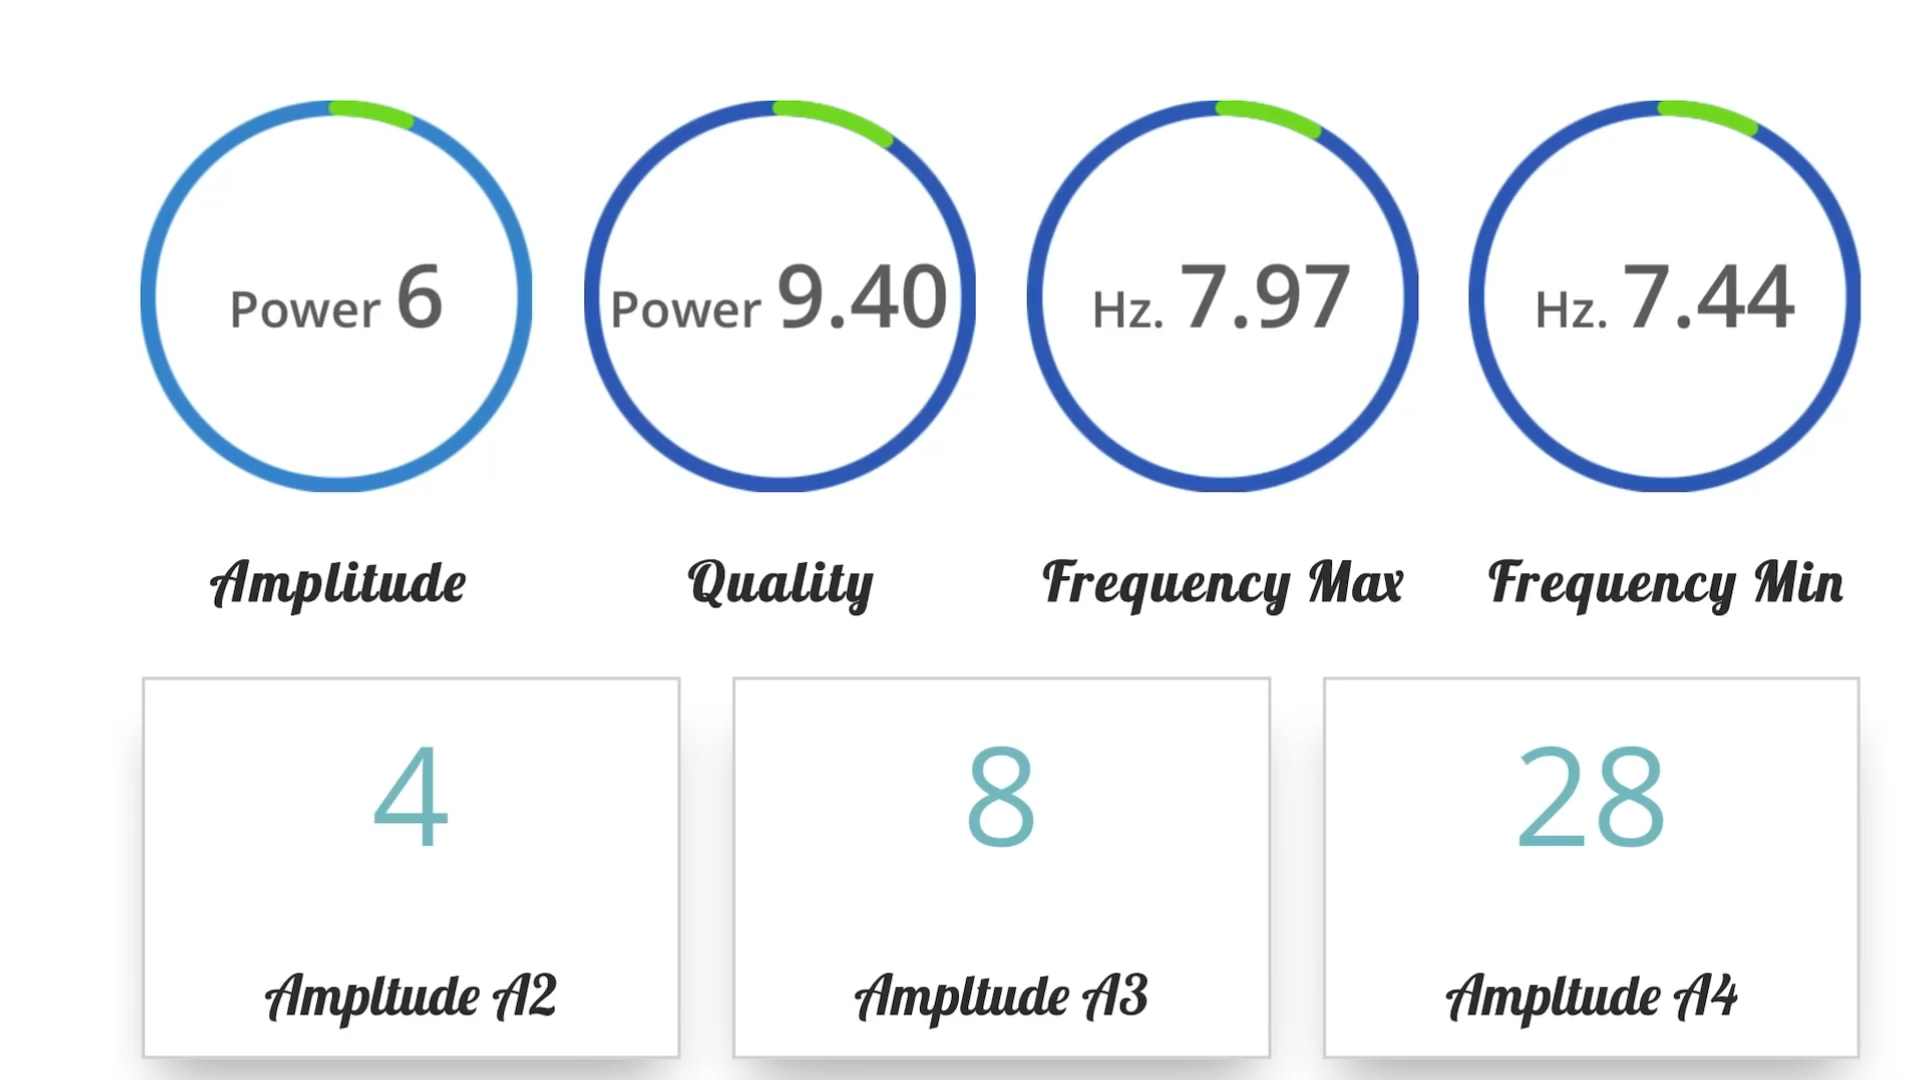 Power 6
Power 9.40
Hz. 7.97
Hz. 7.44
Amplitude
Quality
Frequency Max
Frequency Min
4
8
28
Ampltude A2
Ampltude A3
Ampltude A4